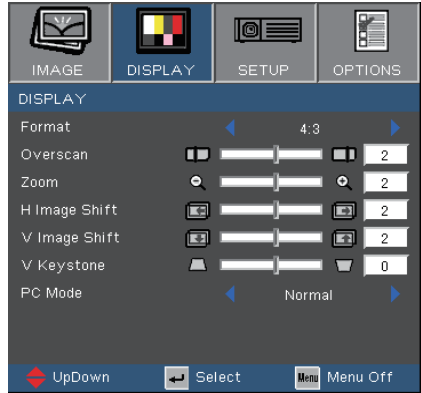 IMAGE DISPLAY SETUP OPTIONS
DISPLAY
Format 4:3
Overscan 2
Zoom 2
H Image Shift 2
V Image Shift 2
V Keystone 0
PC Mode Normal
UpDown Select Menu Menu Off